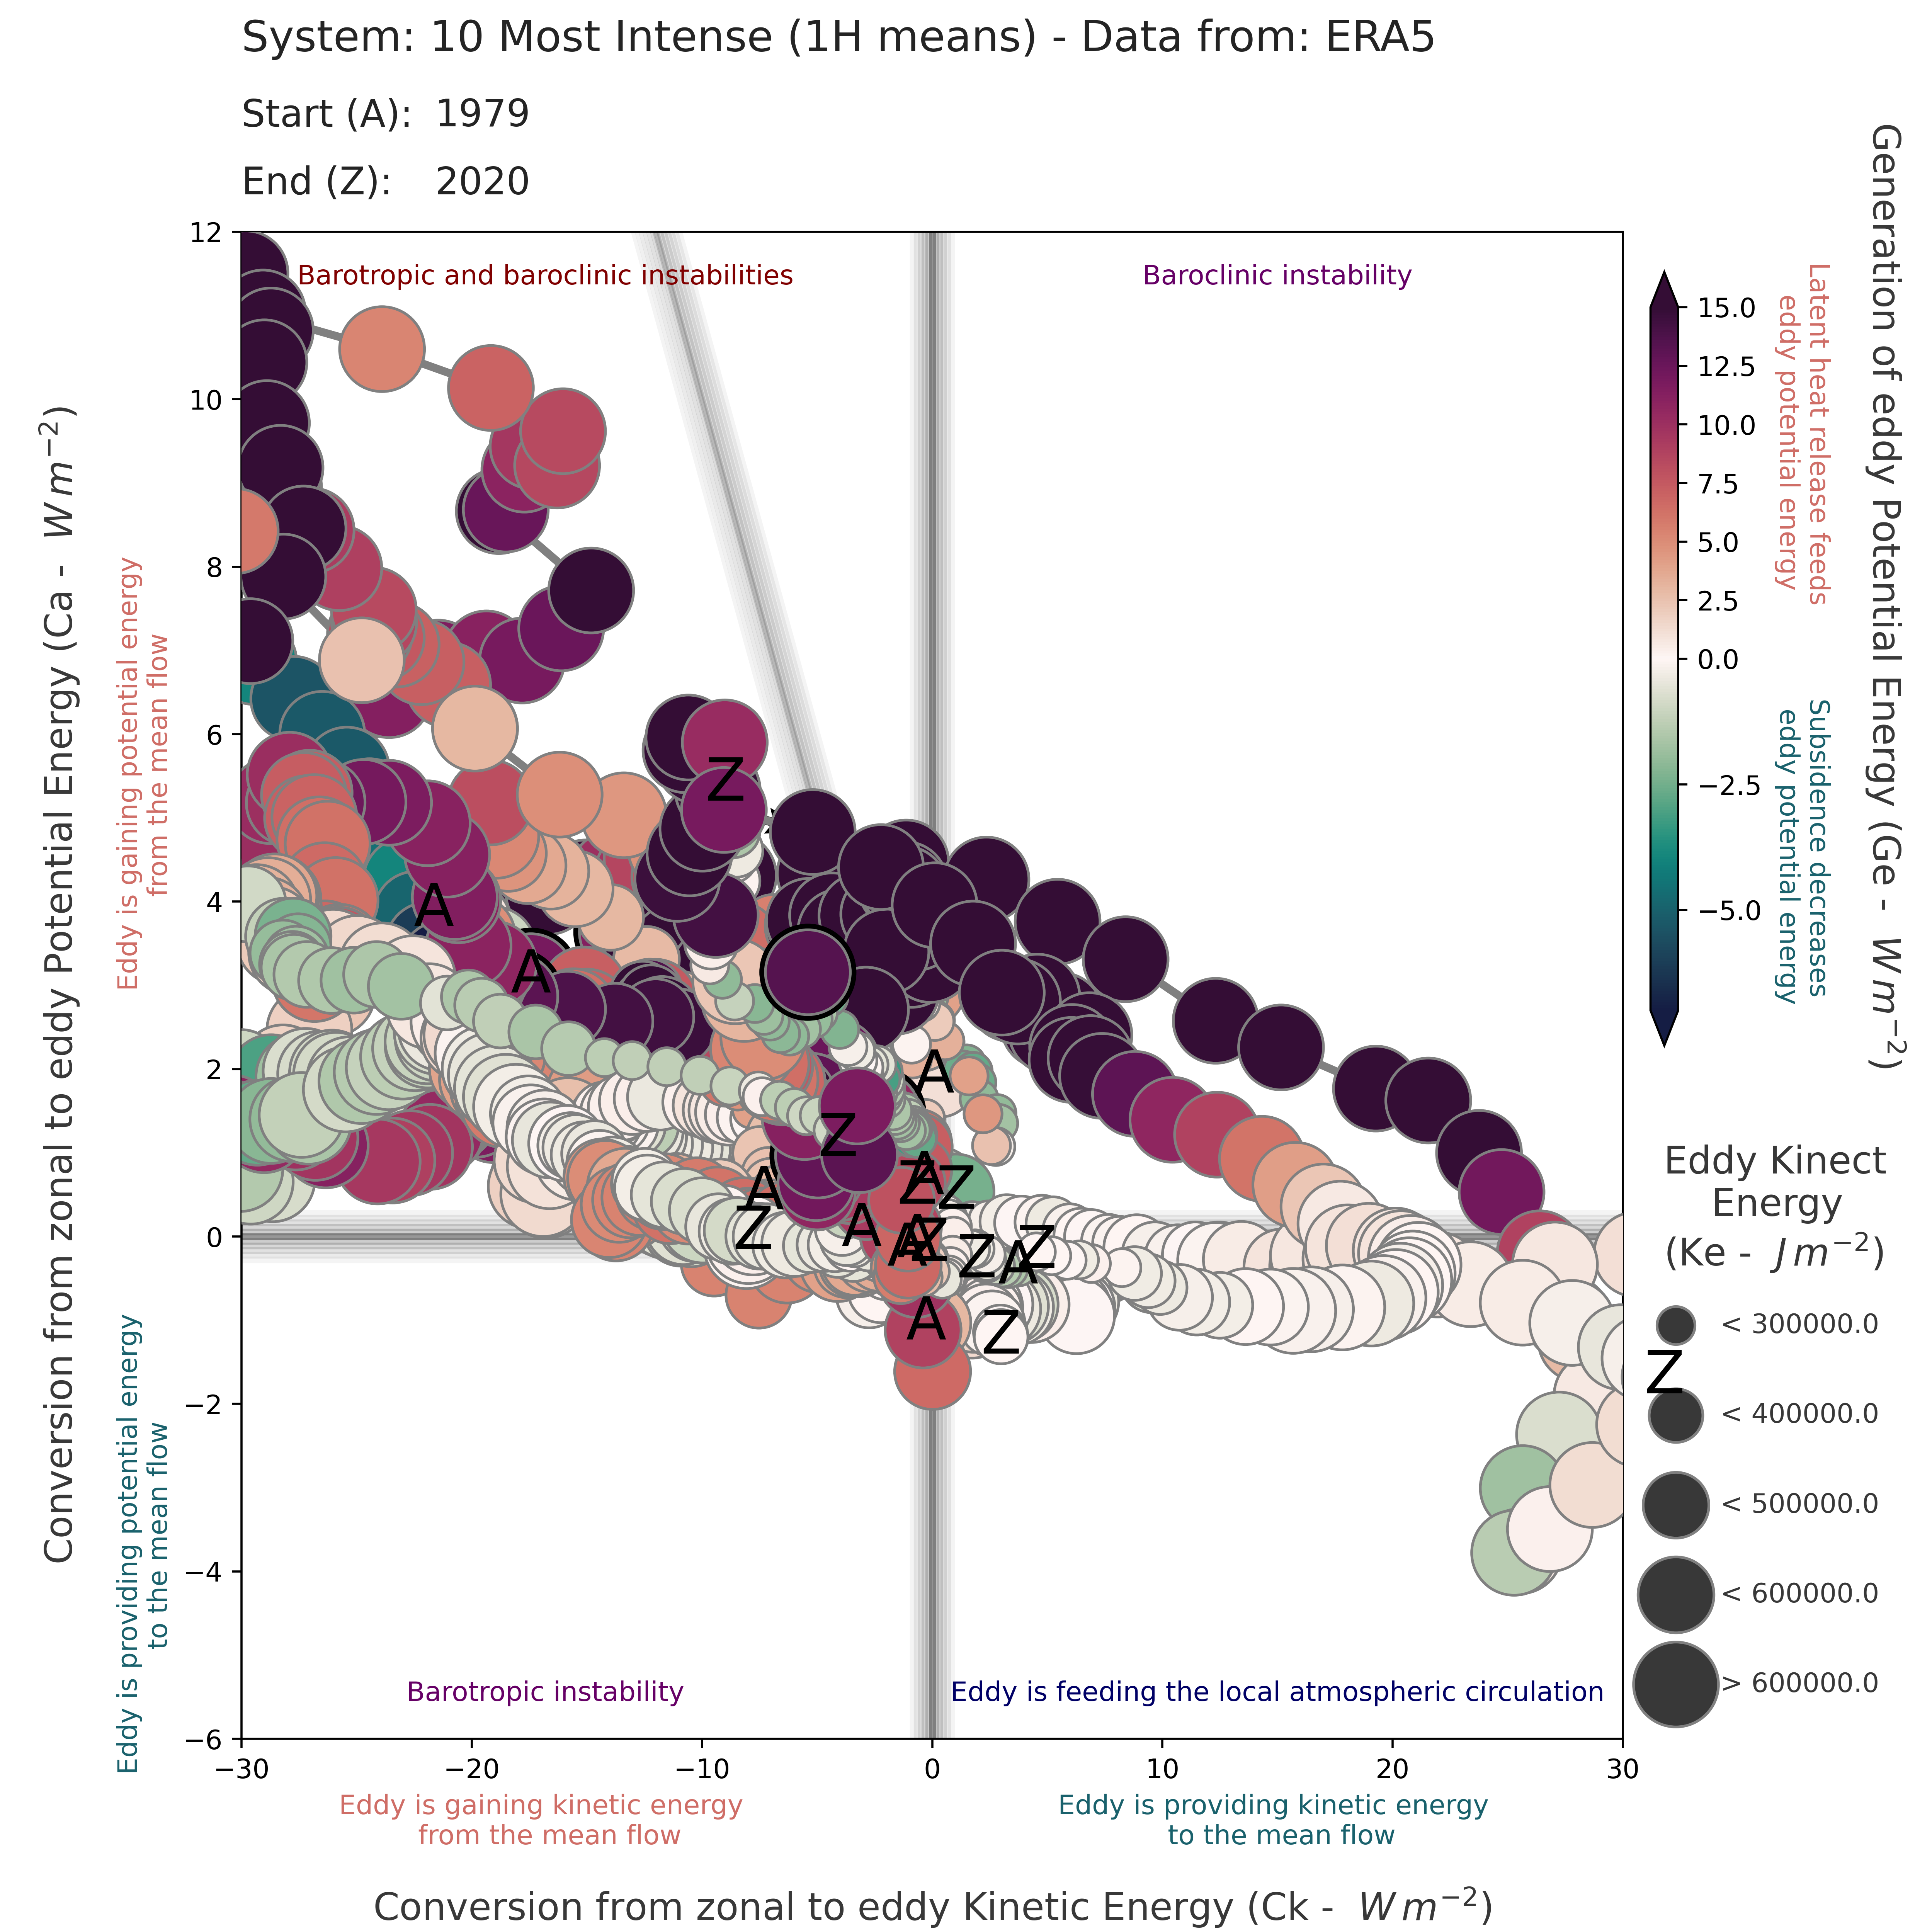 System: 10 Most Intense (1H means) - Data from: ERA5
Start (A): 1979
End (Z): 2020
Barotropic and baroclinic instabilities
Baroclinic instability
Barotropic instability
Eddy is feeding the local atmospheric circulation
12
10
8
6
4
2
0
−2
−4
−6
−30
−20
−10
0
10
20
30
Conversion from zonal to eddy Potential Energy (Ca - W m⁻²)
Eddy is gaining potential energy
from the mean flow
Eddy is providing potential energy
to the mean flow
Z
A
A
A
Z
A
Z
A
A
Z
Z
A
A
Z
Z
A
Z
A
Z
Z
Eddy is gaining kinetic energy
from the mean flow
Eddy is providing kinetic energy
to the mean flow
Conversion from zonal to eddy Kinetic Energy (Ck - W m⁻²)
15.0
12.5
10.0
7.5
5.0
2.5
0.0
−2.5
−5.0
Latent heat release feeds
eddy potential energy
Subsidence decreases
eddy potential energy
Generation of eddy Potential Energy (Ge - W m⁻²)
Eddy Kinect
Energy
(Ke - J m⁻²)
< 300000.0
< 400000.0
< 500000.0
< 600000.0
> 600000.0